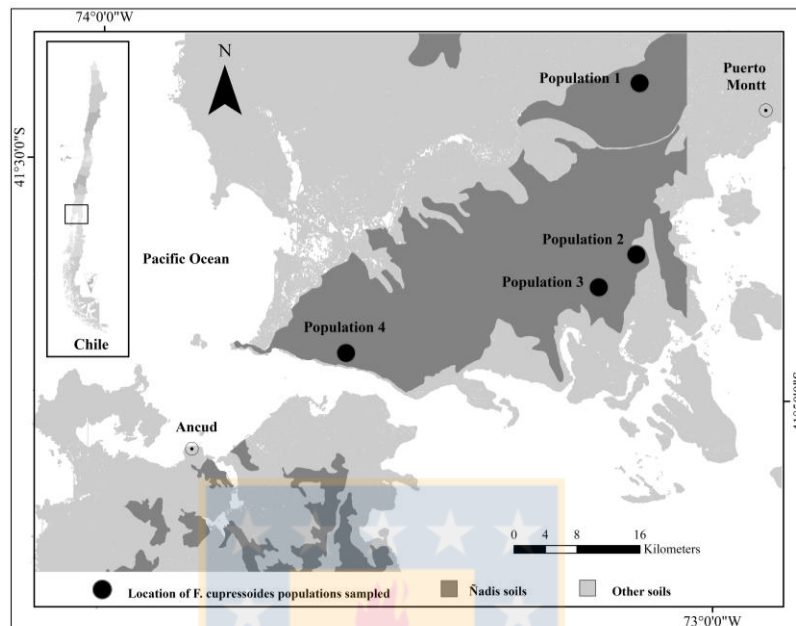 74°0'0"W
N
Population 1
Puerto
Montt
41°30'0"S
Pacific Ocean
Population 2
Population 3
Chile
Population 4
Ancud
0 4 8 16
Kilometers
Location of F. cupressoides populations sampled
Ñadis soils
Other soils
73°0'0"W